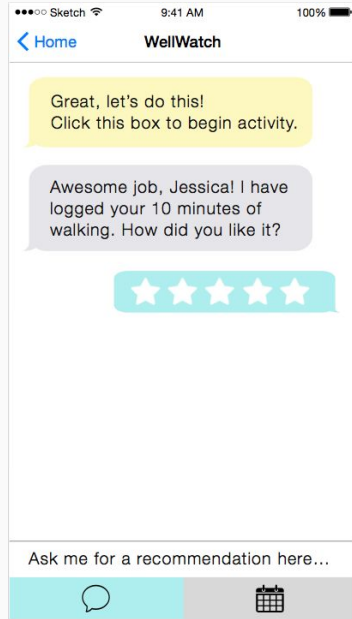 Sketch 9:41 AM 100%
Home WellWatch
Great, let's do this!
Click this box to begin activity.
Awesome job, Jessica! I have
logged your 10 minutes of
walking. How did you like it?
Ask me for a recommendation here...